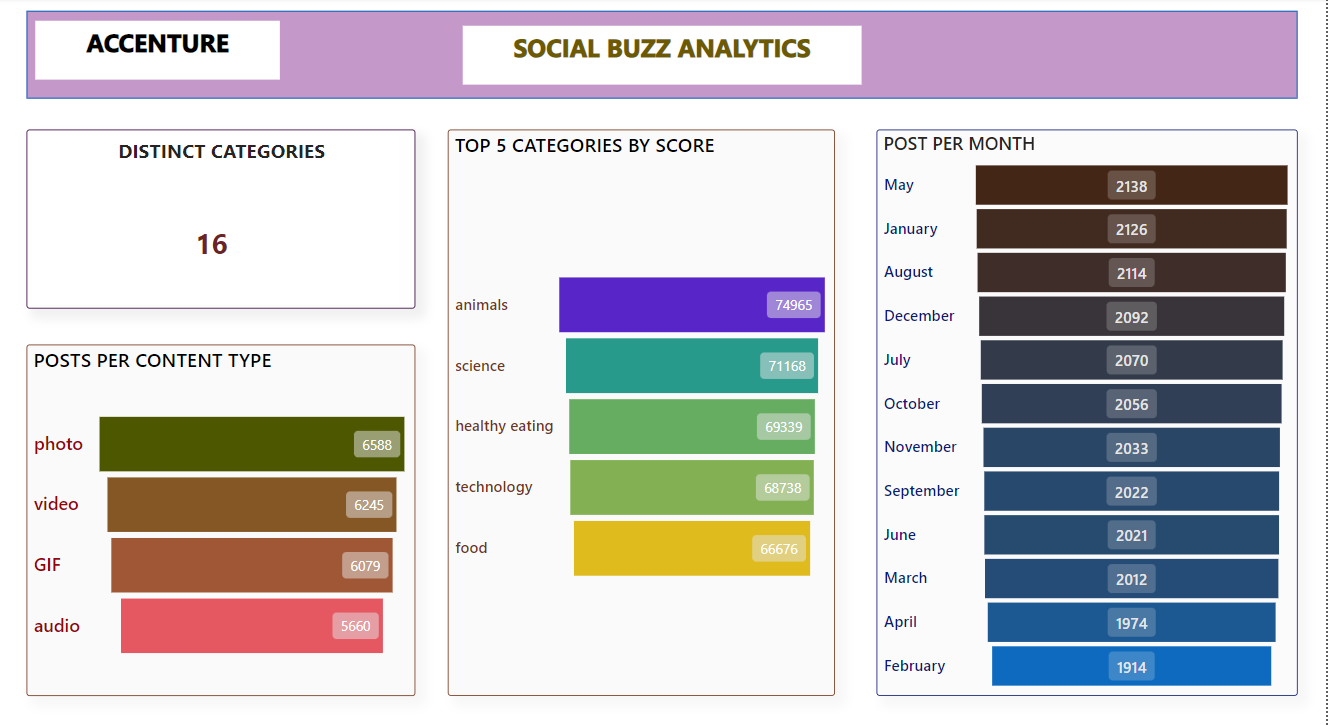 ACCENTURE
SOCIAL BUZZ ANALYTICS
DISTINCT CATEGORIES
16
POSTS PER CONTENT TYPE
photo 6588
video 6245
GIF 6079
audio 5660
TOP 5 CATEGORIES BY SCORE
animals 74965
science 71168
healthy eating 69339
technology 68738
food 66676
POST PER MONTH
May 2138
January 2126
August 2114
December 2092
July 2070
October 2056
November 2033
September 2022
June 2021
March 2012
April 1974
February 1914